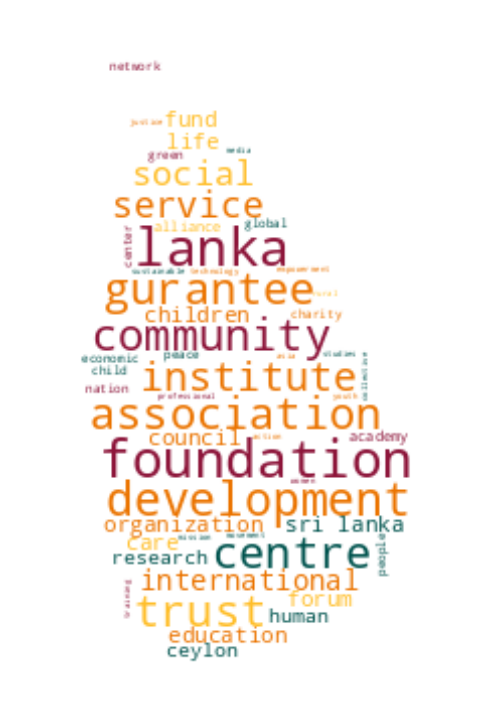 network
justice fund
life media
green
social
service
alliance global
center lanka
sustainable technology empowerment
gurantee rural
children charity
community
economic peace asia studies
child institute collective
nation professional youth
association
council action academy
foundation
women
development
organization sri lanka
care mission movement
research centre people
international
training trust forum
human
education
ceylon